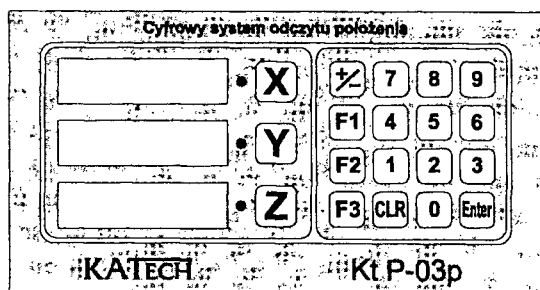 Cyfrowy system odczytu położenia
X +/- 7 8 9
Y F1 4 5 6
F2 1 2 3
Z F3 CLR 0 Enter
KATECH Kt.P-03p